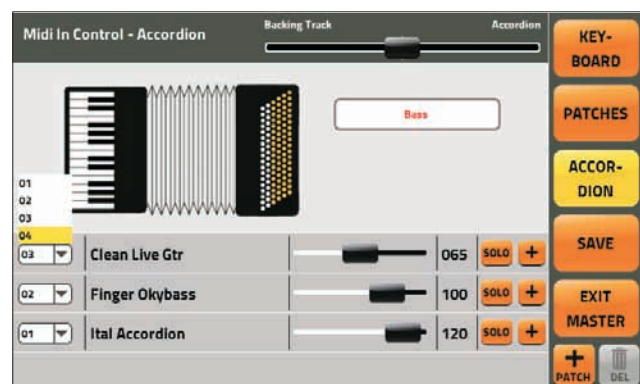 Midi In Control - Accordion
Backing Track
Accordion
Bass
01
02
03
04
03 Clean Live Gtr 065 SOLO +
02 Finger Okybass 100 SOLO +
01 Ital Accordion 120 SOLO +
KEY-
BOARD
PATCHES
ACCOR-
DION
SAVE
EXIT
MASTER
+
PATCH
DEL